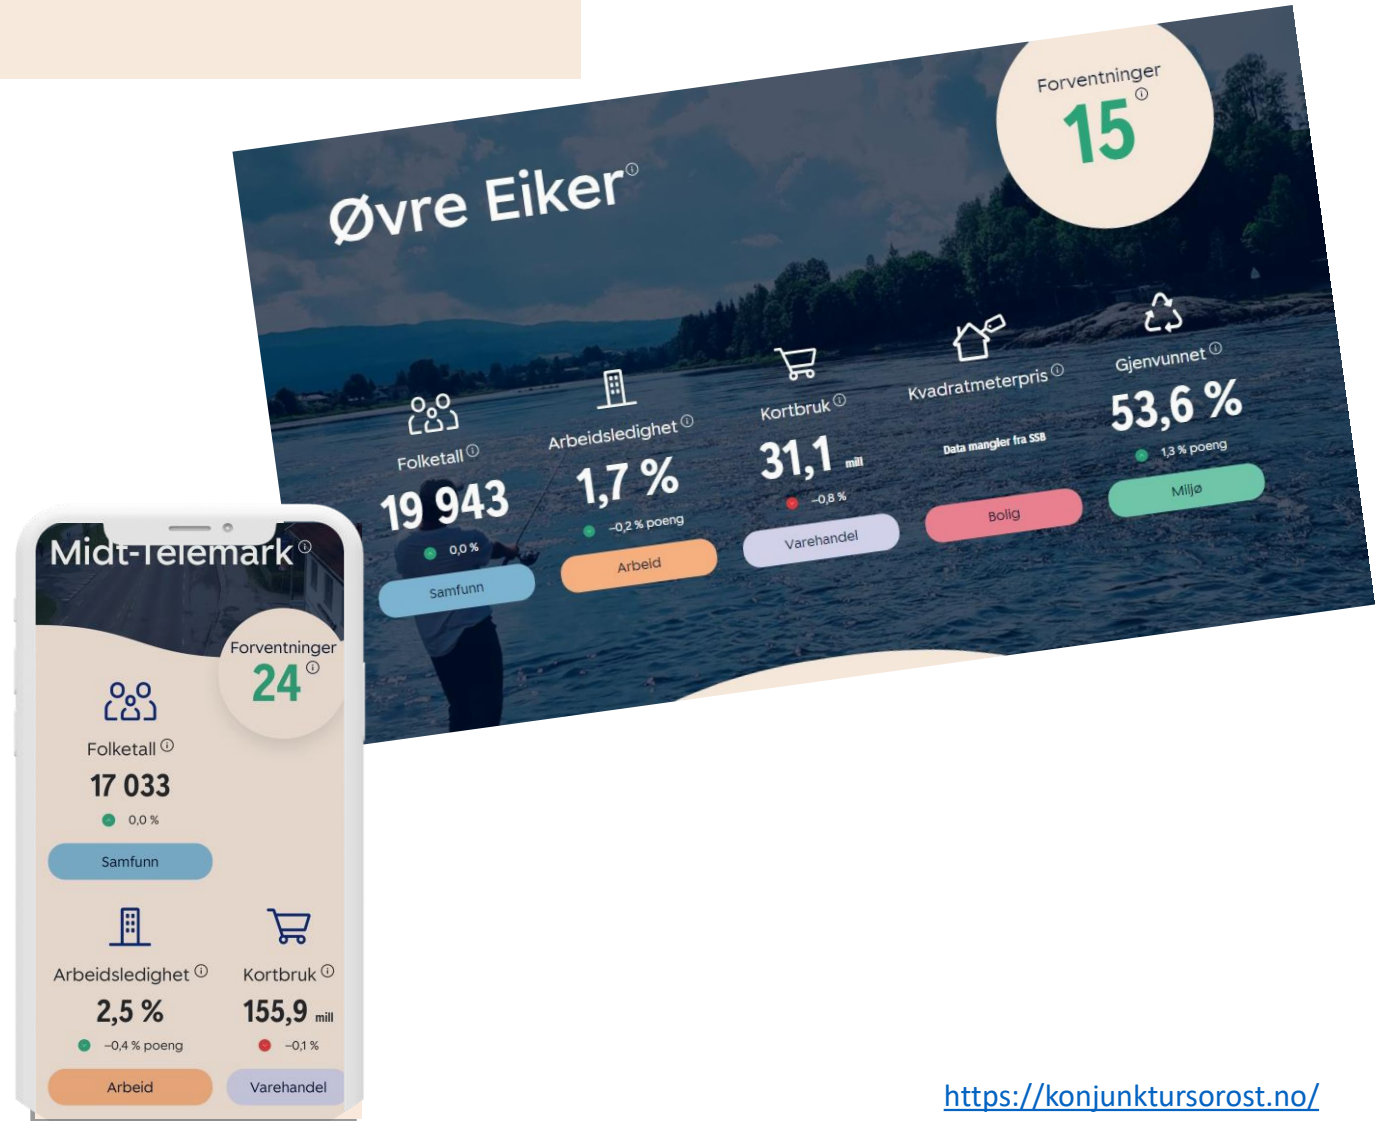 Øvre Eiker
Forventninger
15
Folketall
19 943
0,0 %
Samfunn
Arbeidsledighet
1,7 %
−0,2 % poeng
Arbeid
Kortbruk
31,1 mill
−0,8 %
Varehandel
Kvadratmeterpris
Data mangler fra SSB
Bolig
Gjenvunnet
53,6 %
1,3 % poeng
Miljø
Midt-Telemark
Forventninger
24
Folketall
17 033
0,0 %
Samfunn
Arbeidsledighet
2,5 %
−0,4 % poeng
Arbeid
Kortbruk
155,9 mill
−0,1 %
Varehandel
https://konjunktursorost.no/